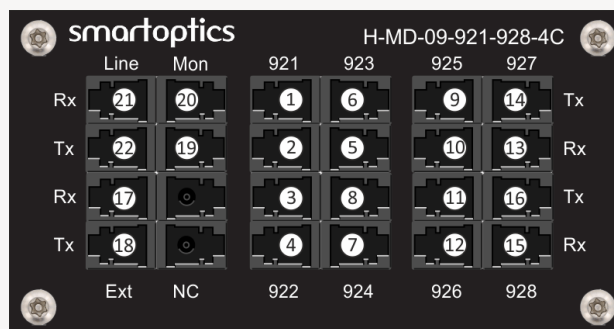 smartoptics H-MD-09-921-928-4C
Line Mon 921 923 925 927
Rx 21 20 1 6 9 14 Tx
Tx 22 19 2 5 10 13 Rx
Rx 17 3 8 11 16 Tx
Tx 18 4 7 12 15 Rx
Ext NC 922 924 926 928